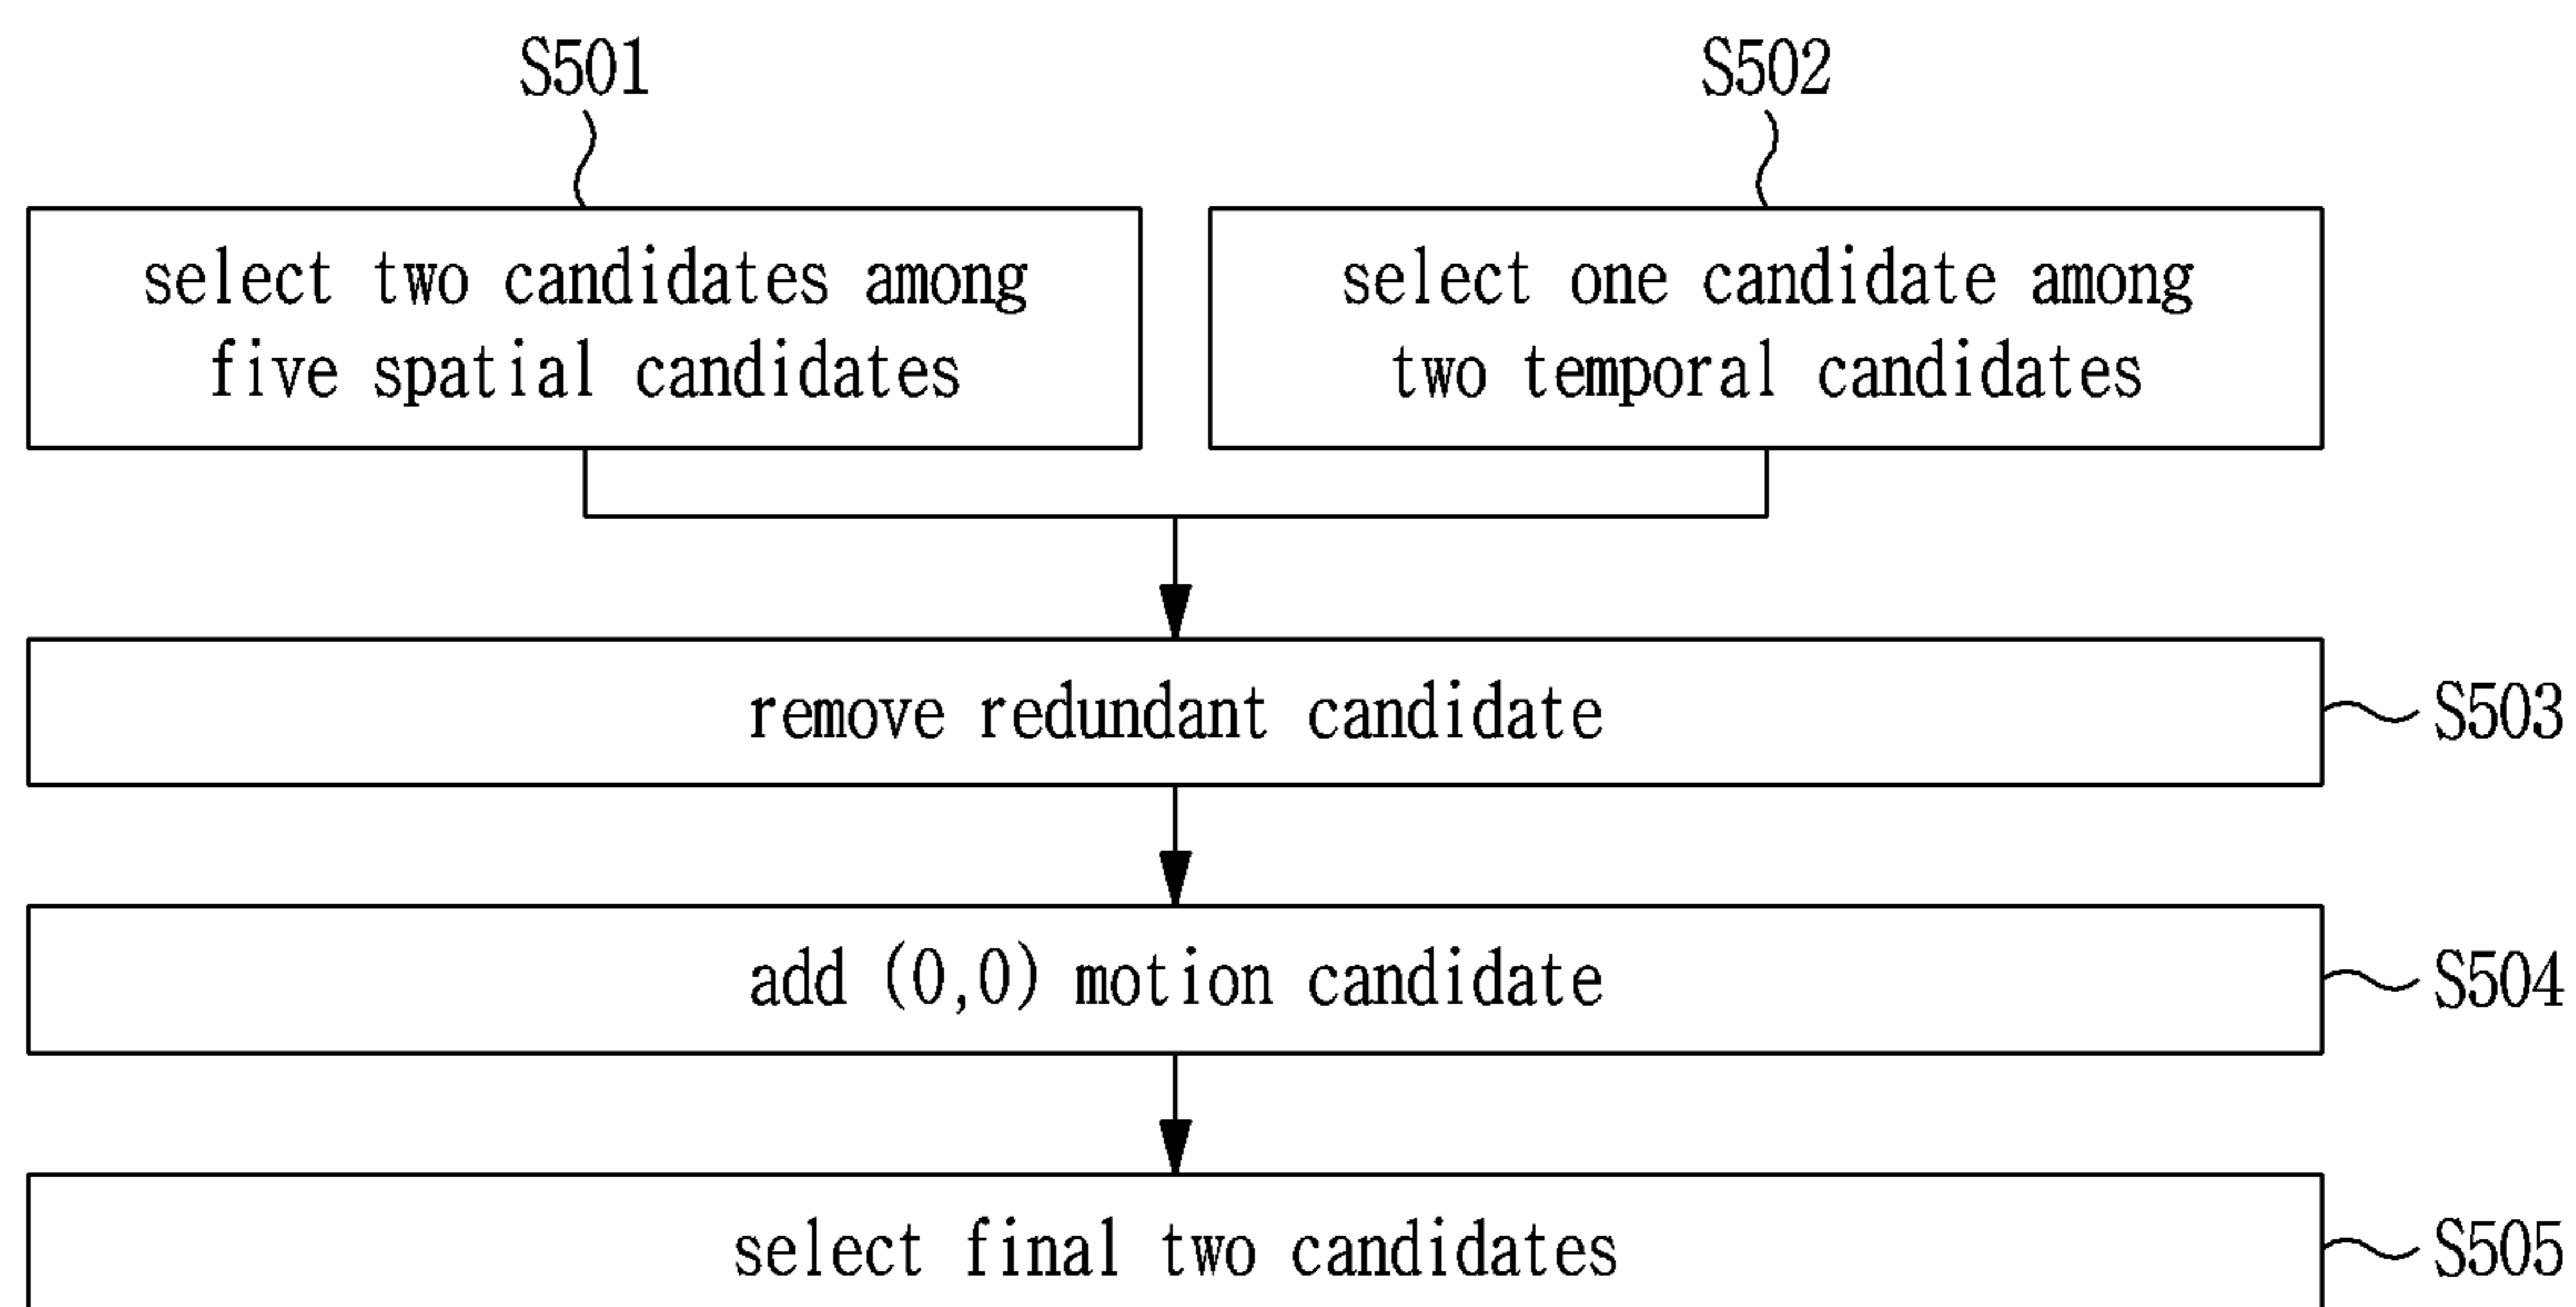 S501
S502
select two candidates among
five spatial candidates
select one candidate among
two temporal candidates
remove redundant candidate
S503
add (0,0) motion candidate
S504
select final two candidates
S505